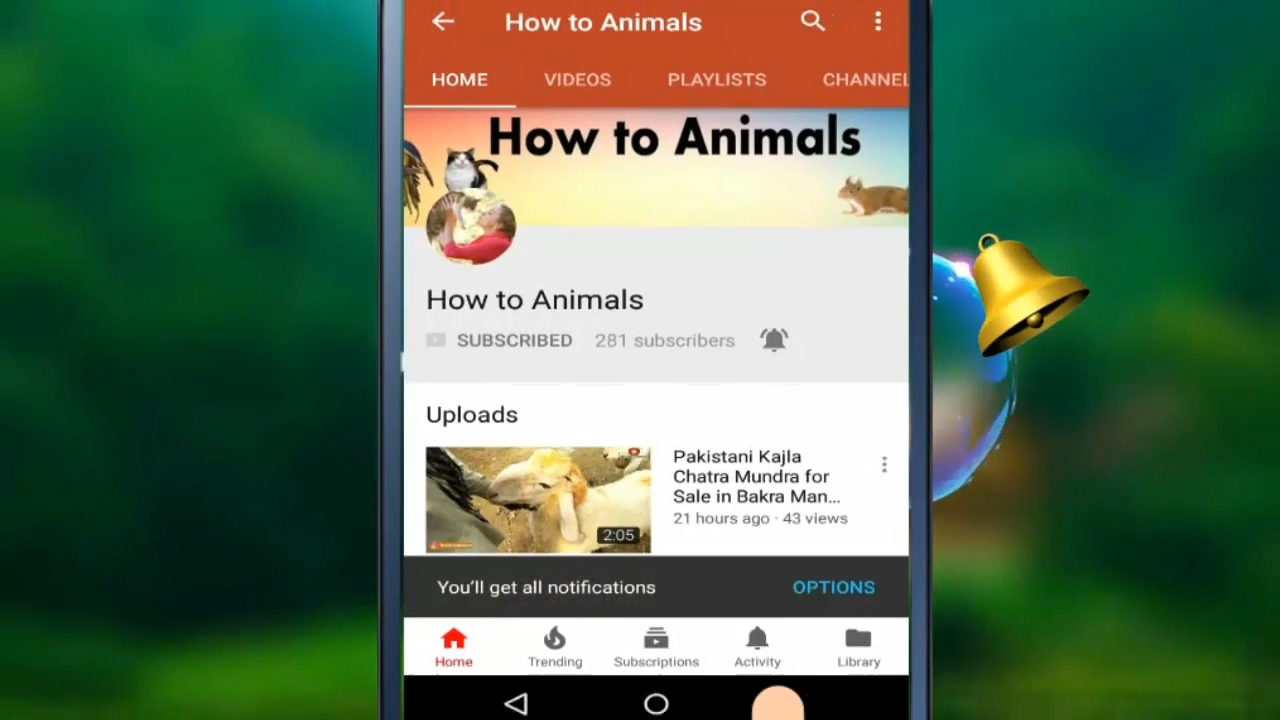 How to Animals
HOME VIDEOS PLAYLISTS CHANNEL
How to Animals
How to Animals
SUBSCRIBED 281 subscribers
Uploads
Pakistani Kajla
Chatra Mundra for
Sale in Bakra Man...
21 hours ago · 43 views
2:05
You'll get all notifications OPTIONS
Home Trending Subscriptions Activity Library